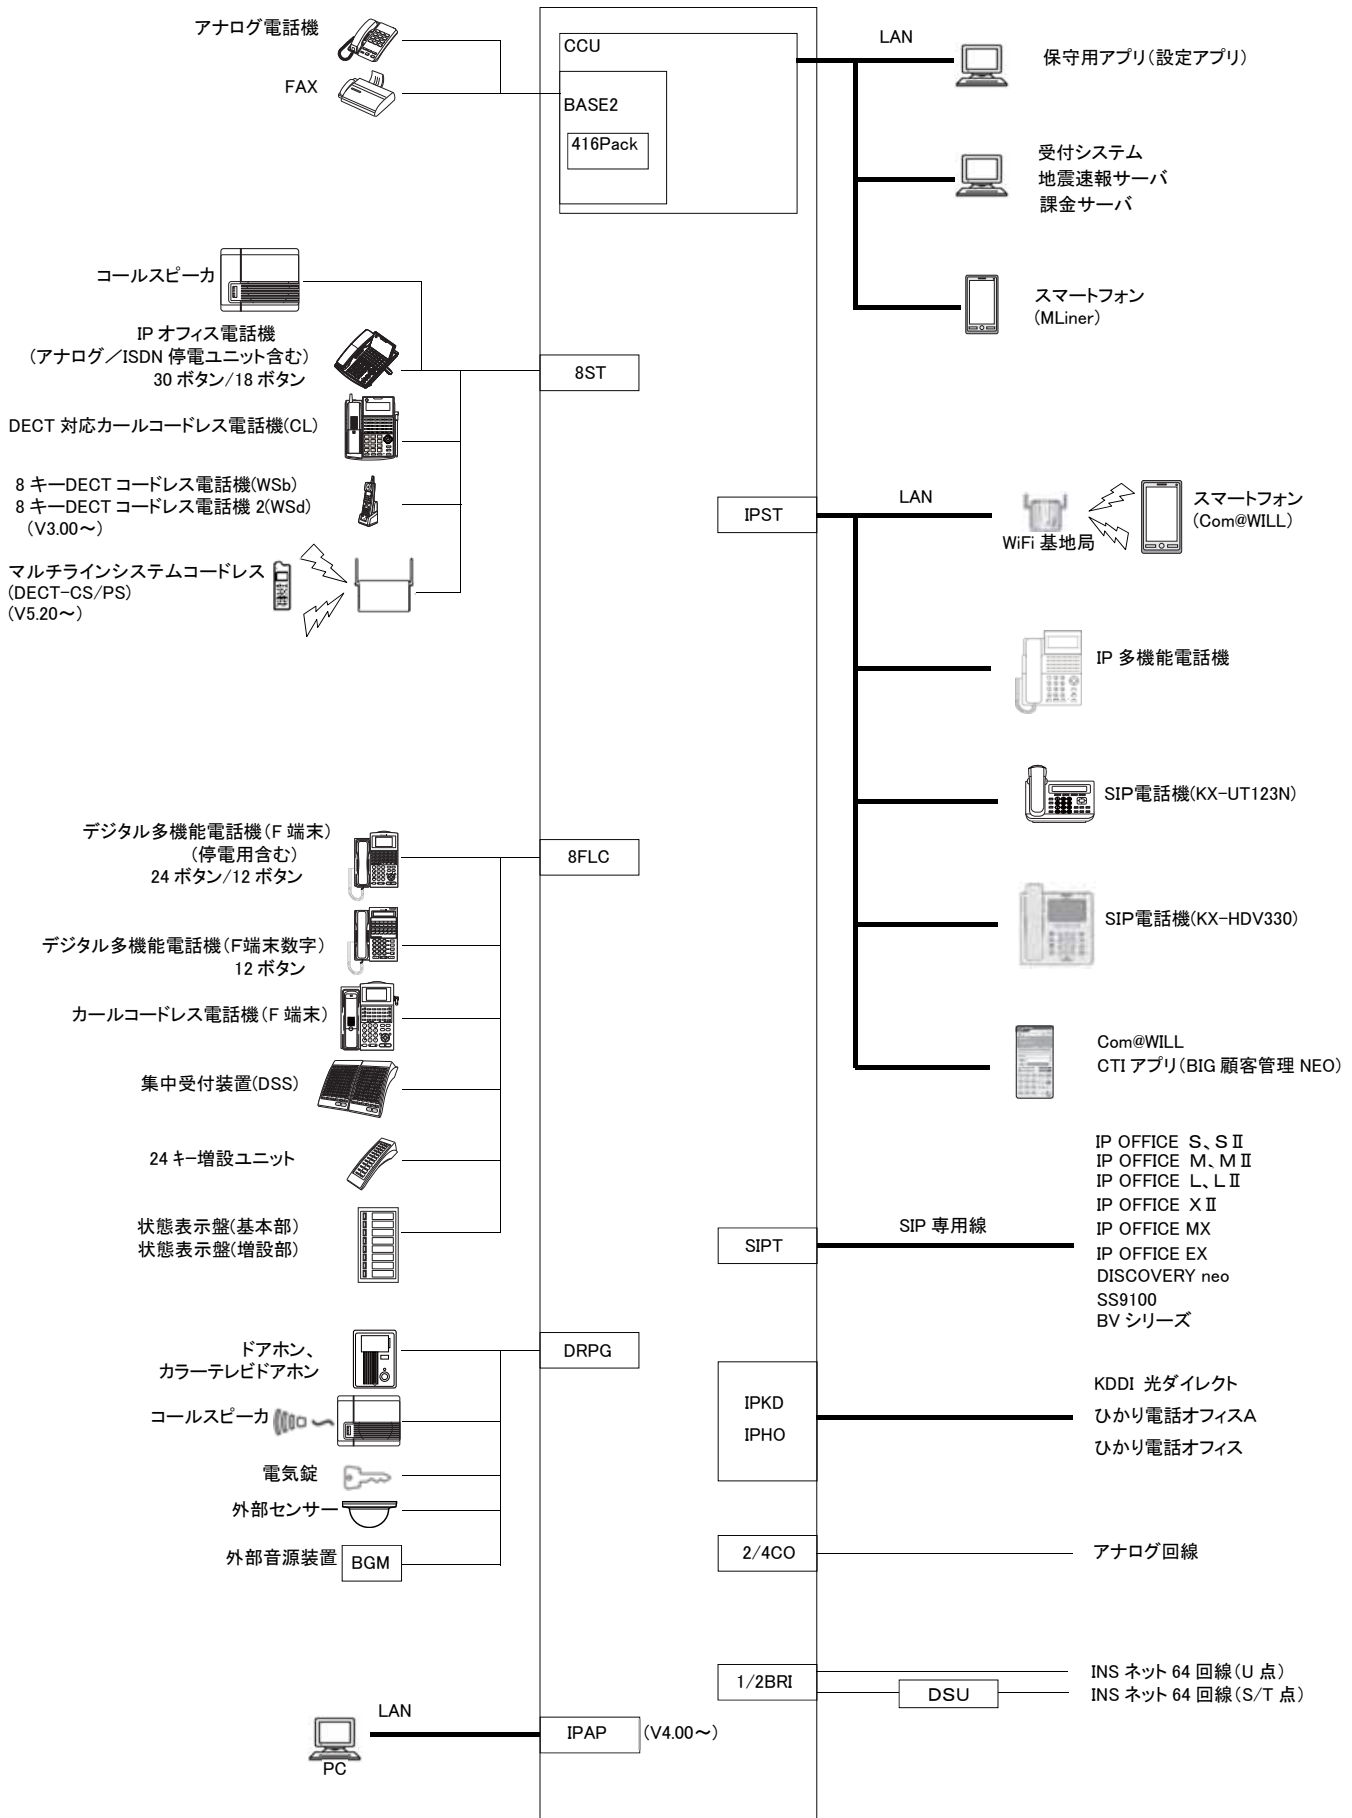 アナログ電話機
FAX
CCU
BASE2
416Pack
LAN
保守用アプリ(設定アプリ)
受付システム
地震速報サーバ
課金サーバ
スマートフォン
(MLiner)
コールスピーカ
IP オフィス電話機
(アナログ/ISDN 停電ユニット含む)
30 ボタン/18 ボタン
8ST
DECT 対応カールコードレス電話機(CL)
8 キーDECT コードレス電話機(WSb)
8 キーDECT コードレス電話機 2(WSd)
(V3.00～)
マルチラインシステムコードレス
(DECT-CS/PS)
(V5.20～)
IPST
LAN
WiFi 基地局
スマートフォン
(Com@WILL)
IP 多機能電話機
SIP電話機(KX-UT123N)
SIP電話機(KX-HDV330)
Com@WILL
CTI アプリ(BIG 顧客管理 NEO)
デジタル多機能電話機(F 端末)
(停電用含む)
24 ボタン/12 ボタン
8FLC
デジタル多機能電話機(F端末数字)
12 ボタン
カールコードレス電話機(F 端末)
集中受付装置(DSS)
24 キー増設ユニット
状態表示盤(基本部)
状態表示盤(増設部)
SIPT
SIP 専用線
IP OFFICE S、SⅡ
IP OFFICE M、MⅡ
IP OFFICE L、LⅡ
IP OFFICE XⅡ
IP OFFICE MX
IP OFFICE EX
DISCOVERY neo
SS9100
BV シリーズ
ドアホン、
カラーテレビドアホン
DRPG
コールスピーカ
電気錠
外部センサー
外部音源装置
BGM
IPKD
IPHO
KDDI 光ダイレクト
ひかり電話オフィスA
ひかり電話オフィス
2/4CO
アナログ回線
1/2BRI
DSU
INS ネット 64 回線(U 点)
INS ネット 64 回線(S/T 点)
LAN
PC
IPAP
(V4.00～)